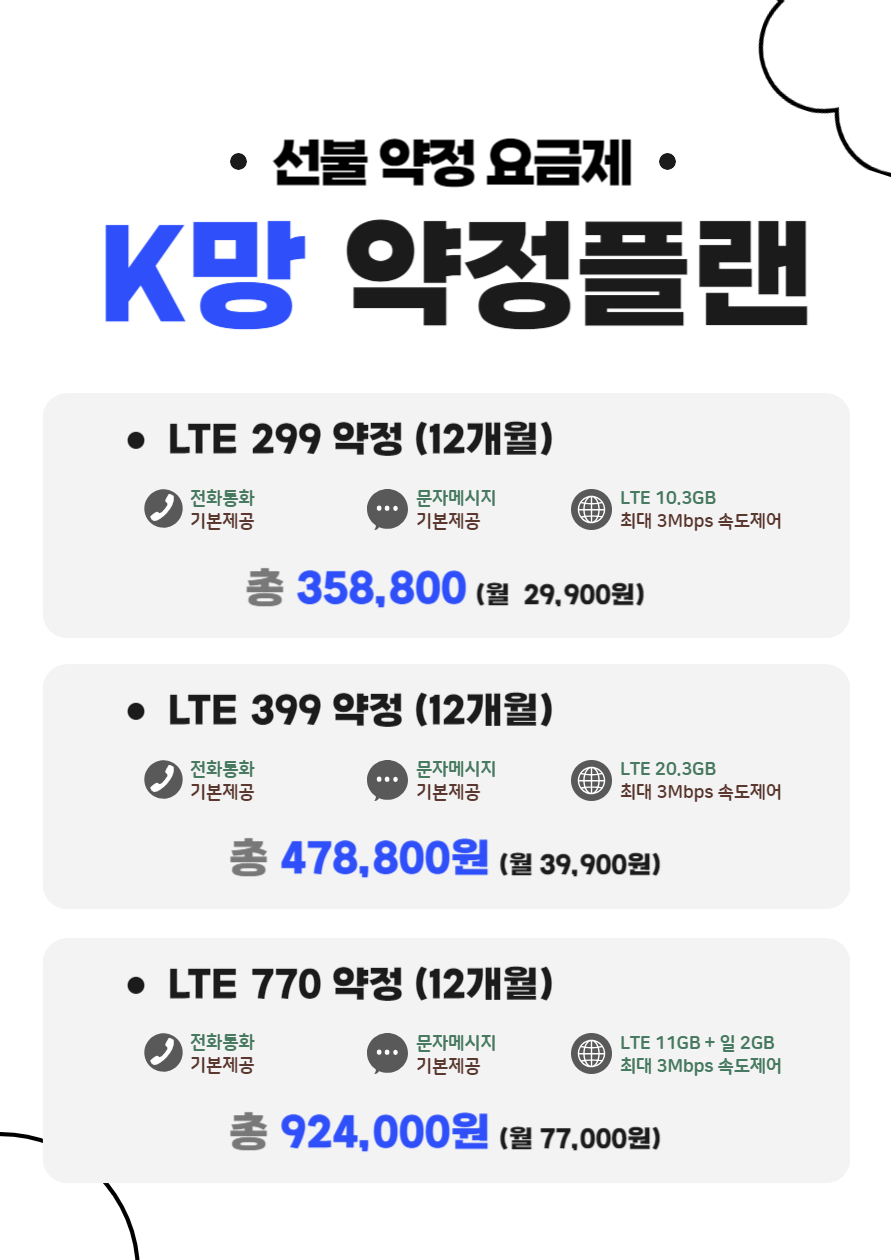 • 선불 약정 요금제 •
K망 약정플랜
• LTE 299 약정 (12개월)
전화통화
기본제공
문자메시지
기본제공
LTE 10.3GB
최대 3Mbps 속도제어
총 358,800 (월 29,900원)
• LTE 399 약정 (12개월)
전화통화
기본제공
문자메시지
기본제공
LTE 20.3GB
최대 3Mbps 속도제어
총 478,800원 (월 39,900원)
• LTE 770 약정 (12개월)
전화통화
기본제공
문자메시지
기본제공
LTE 11GB + 일 2GB
최대 3Mbps 속도제어
총 924,000원 (월 77,000원)